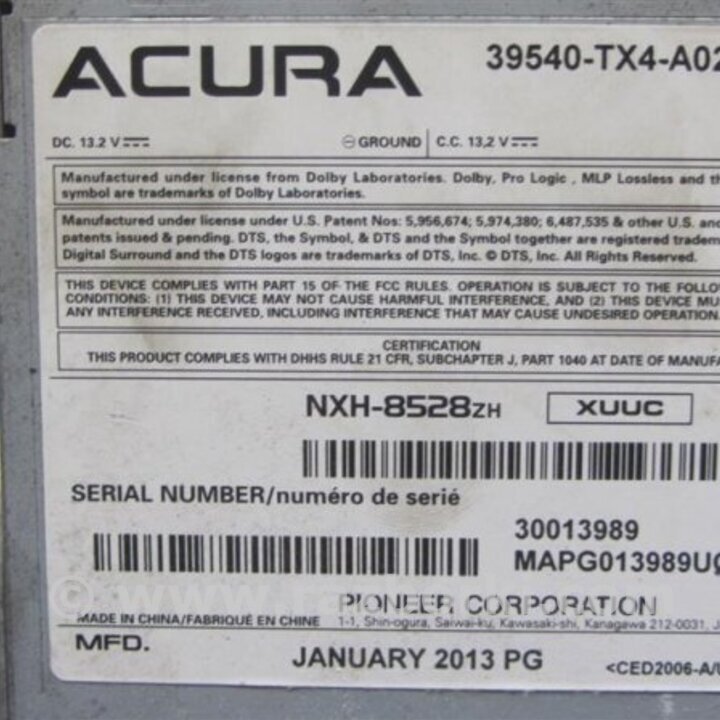 ACURA
39540-TX4-A02
DC. 13.2 V
GROUND
C.C. 13,2 V
Manufactured under license from Dolby Laboratories. Dolby, Pro Logic , MLP Lossless and th
symbol are trademarks of Dolby Laboratories.
Manufactured under license under U.S. Patent Nos: 5,956,674; 5,974,380; 6,487,535 & other U.S. and
patents issued & pending. DTS, the Symbol, & DTS and the Symbol together are registered tradem
Digital Surround and the DTS logos are trademarks of DTS, Inc. © DTS, Inc. All Rights Reserved.
THIS DEVICE COMPLIES WITH PART 15 OF THE FCC RULES. OPERATION IS SUBJECT TO THE FOLLO
CONDITIONS: (1) THIS DEVICE MAY NOT CAUSE HARMFUL INTERFERENCE, AND (2) THIS DEVICE MU
ANY INTERFERENCE RECEIVED, INCLUDING INTERFERENCE THAT MAY CAUSE UNDESIRED OPERATION.
CERTIFICATION
THIS PRODUCT COMPLIES WITH DHHS RULE 21 CFR, SUBCHAPTER J, PART 1040 AT DATE OF MANUFA
NXH-8528ZH
XUUC
SERIAL NUMBER/numéro de serié
30013989
MAPG013989U
PIONEER CORPORATION
MADE IN CHINA/FABRIQUÉ EN CHINE
1-1, Shin-ogura, Saiwai-ku, Kawasaki-shi, Kanagawa 212-0031, J
MFD.
JANUARY 2013 PG
<CED2006-A/